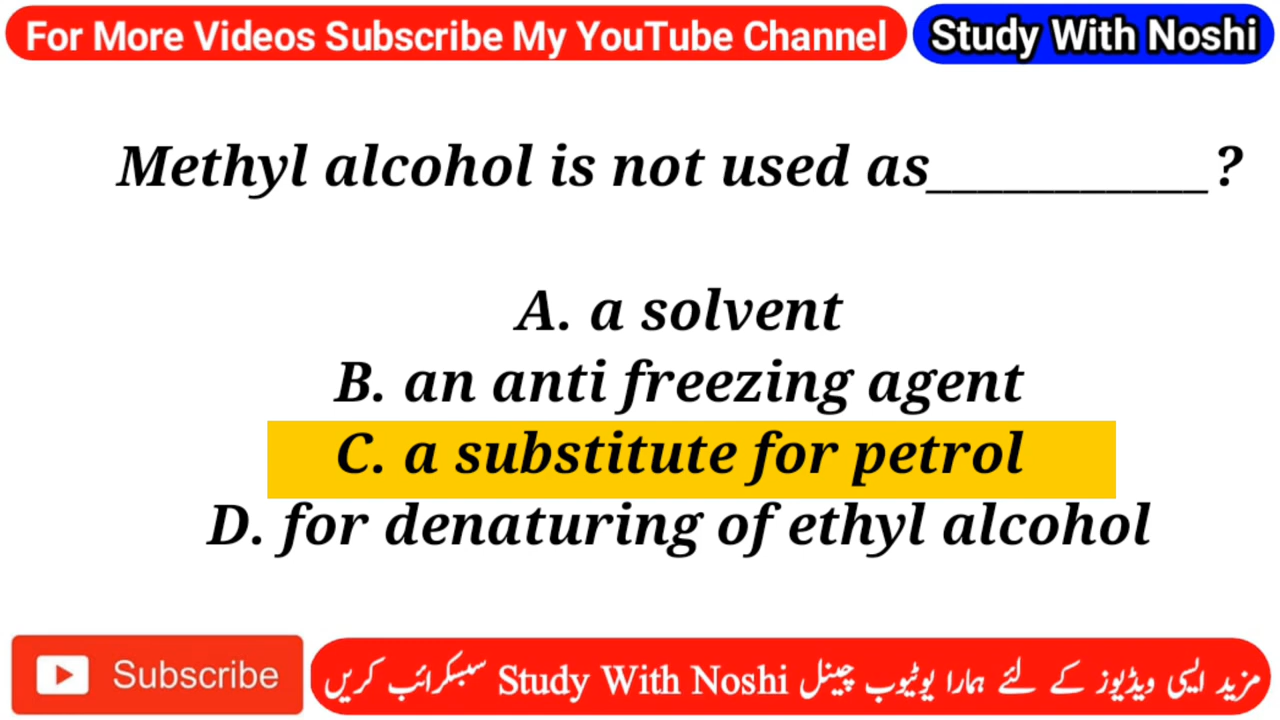 For More Videos Subscribe My YouTube Channel
Study With Noshi
Methyl alcohol is not used as___________?
A. a solvent
B. an anti freezing agent
C. a substitute for petrol
D. for denaturing of ethyl alcohol
Subscribe
مزید ایسی ویڈیوز کے لئے ہمارا یوٹیوب چینل Study With Noshi سبسکرائب کریں